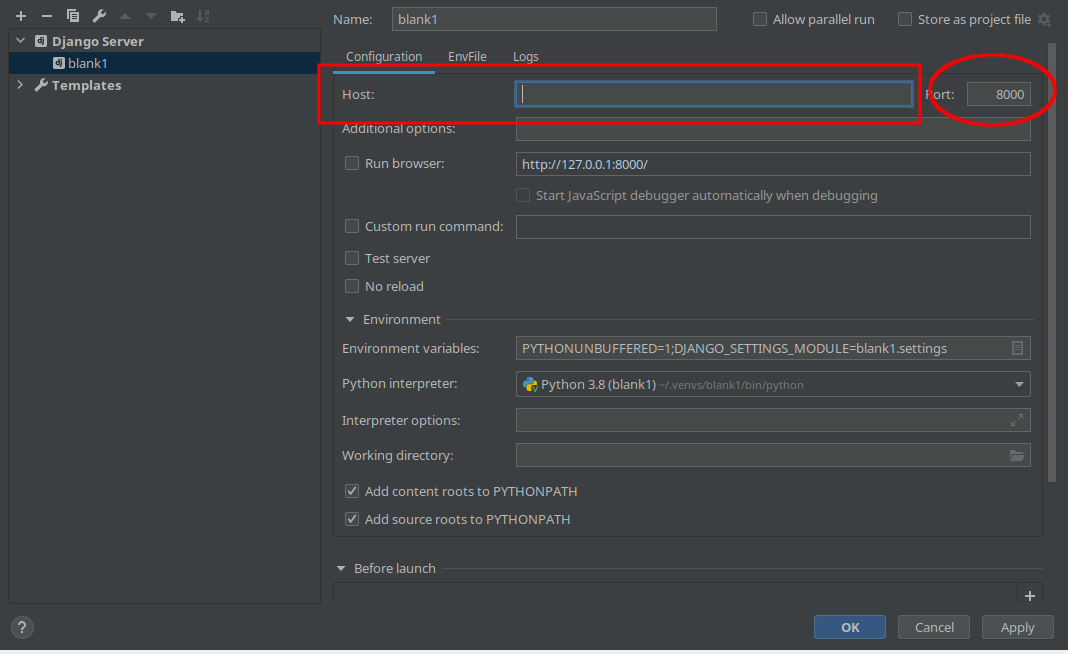 Name: blank1 Allow parallel run Store as project file
Django Server
blank1
Templates
Configuration EnvFile Logs
Host: Port: 8000
Additional options:
Run browser: http://127.0.0.1:8000/
Start JavaScript debugger automatically when debugging
Custom run command:
Test server
No reload
Environment
Environment variables: PYTHONUNBUFFERED=1;DJANGO_SETTINGS_MODULE=blank1.settings
Python interpreter: Python 3.8 (blank1) ~/.venvs/blank1/bin/python
Interpreter options:
Working directory:
Add content roots to PYTHONPATH
Add source roots to PYTHONPATH
Before launch
? OK Cancel Apply